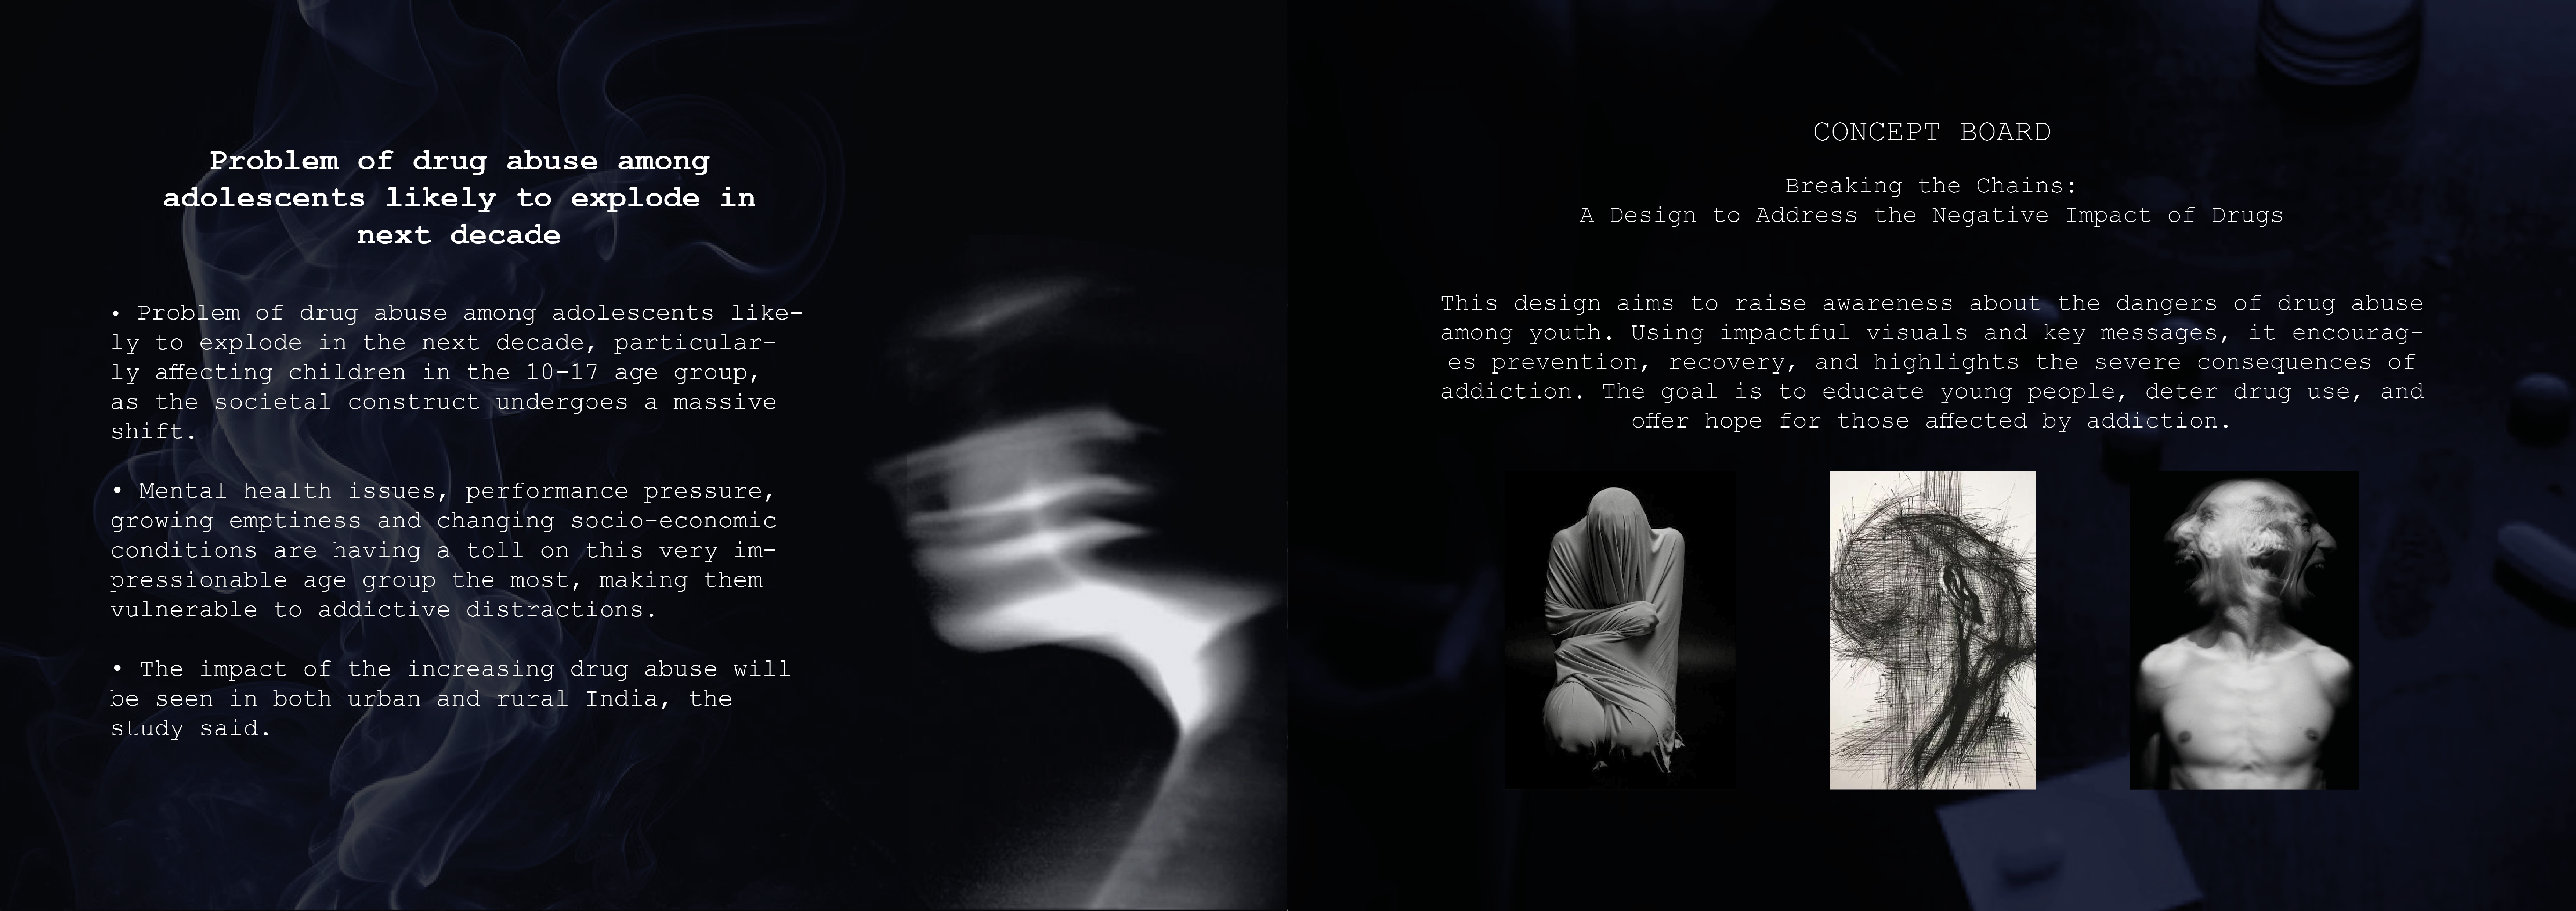 Problem of drug abuse among
adolescents likely to explode in
next decade
• Problem of drug abuse among adolescents like-
ly to explode in the next decade, particular-
ly affecting children in the 10-17 age group,
as the societal construct undergoes a massive
shift.
• Mental health issues, performance pressure,
growing emptiness and changing socio-economic
conditions are having a toll on this very im-
pressionable age group the most, making them
vulnerable to addictive distractions.
• The impact of the increasing drug abuse will
be seen in both urban and rural India, the
study said.
CONCEPT BOARD
Breaking the Chains:
A Design to Address the Negative Impact of Drugs
This design aims to raise awareness about the dangers of drug abuse
among youth. Using impactful visuals and key messages, it encourag-
es prevention, recovery, and highlights the severe consequences of
addiction. The goal is to educate young people, deter drug use, and
offer hope for those affected by addiction.